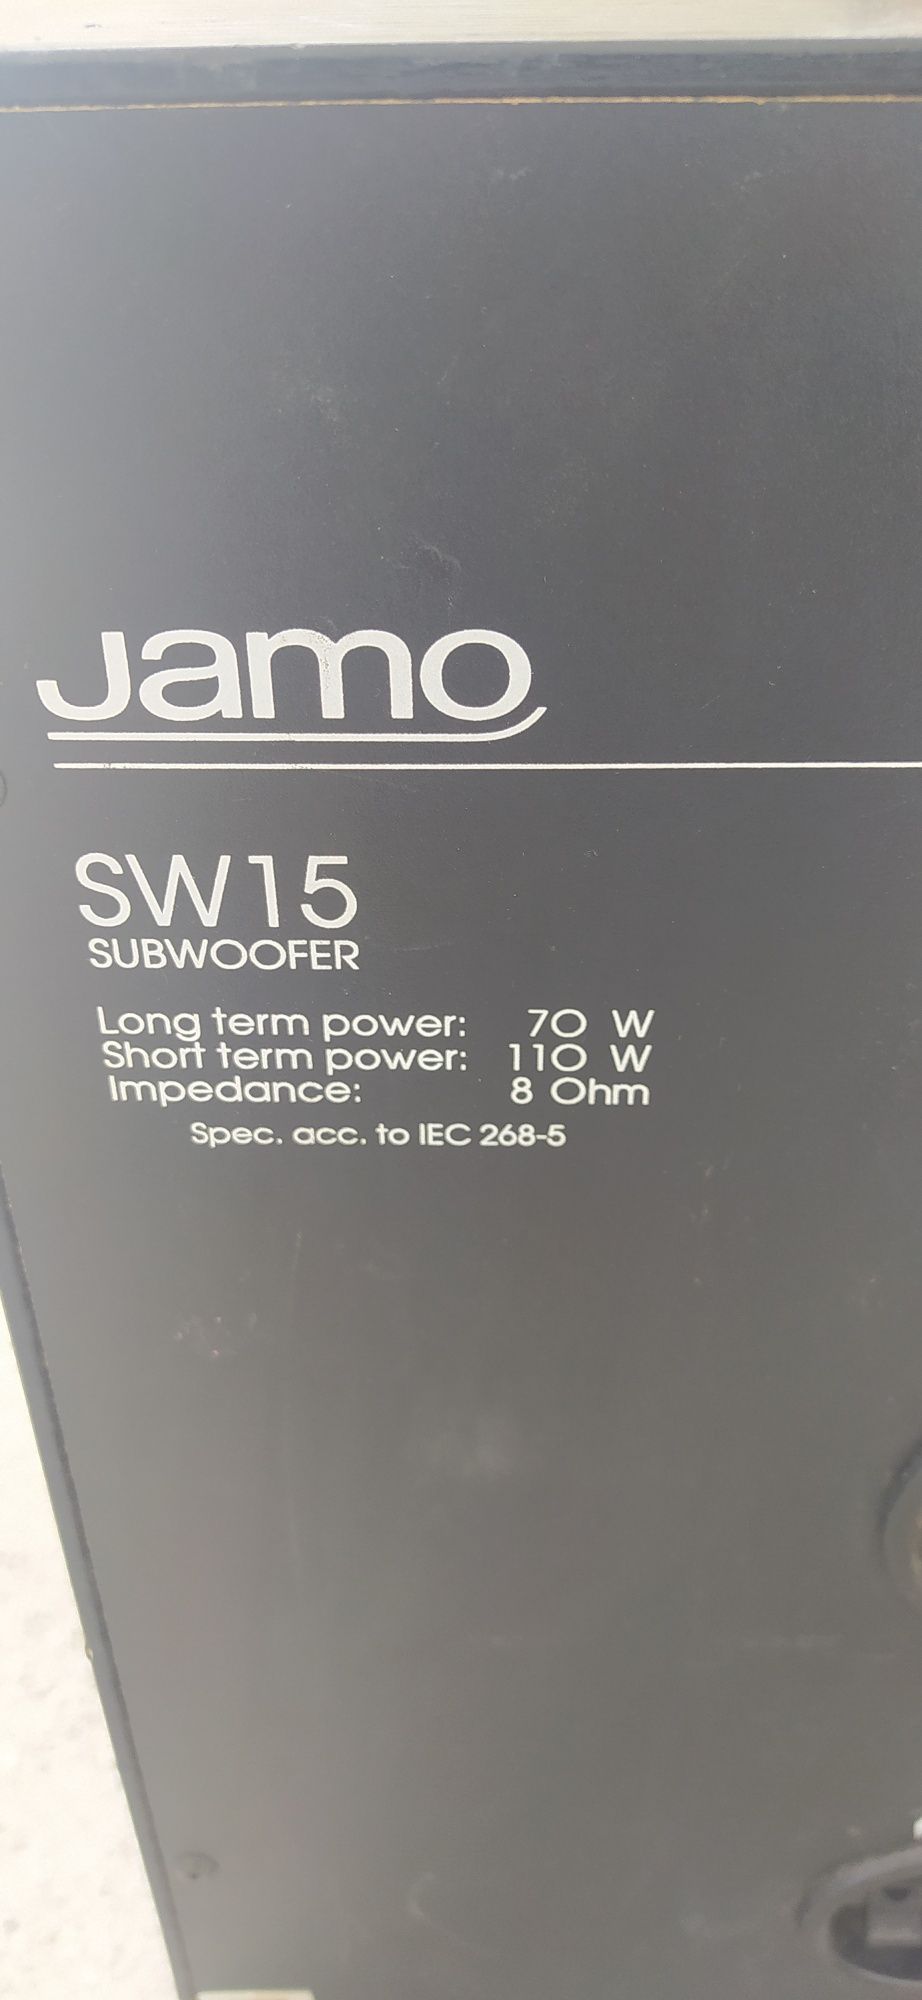 Jamo
SW15
SUBWOOFER
Long term power: 70 W
Short term power: 110 W
Impedance: 8 Ohm
Spec. acc. to IEC 268-5